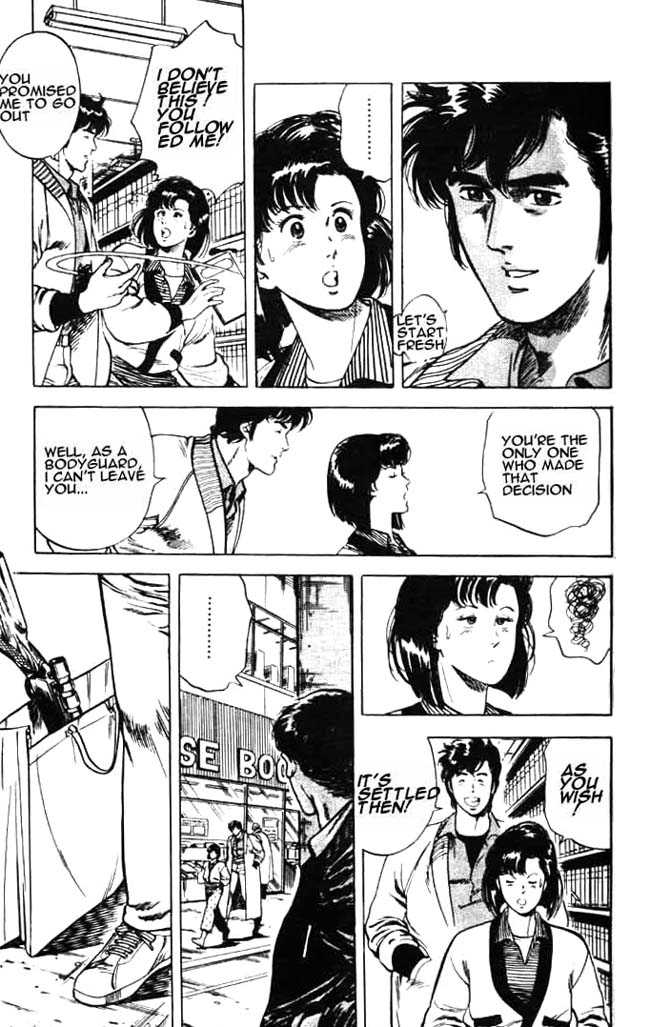 YOU
PROMISED
ME TO GO
OUT
I DON'T
BELIEVE
THIS!
YOU
FOLLOW
ED ME!
........
LET'S
START
FRESH
WELL, AS A
BODYGUARD,
I CAN'T LEAVE
YOU...
YOU'RE THE
ONLY ONE
WHO MADE
THAT
DECISION
........
SE BOO
IT'S
SETTLED
THEN!
AS
YOU
WISH
!